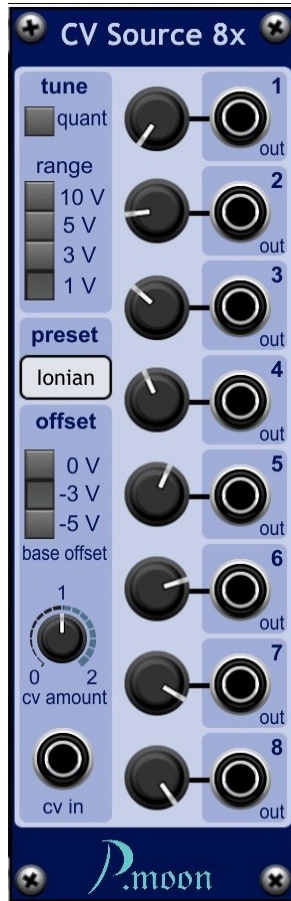 CV Source 8x
tune
quant
range
10 V
5 V
3 V
1 V
preset
Ionian
offset
0 V
-3 V
-5 V
base offset
1
0 2
cv amount
cv in
1
out
2
out
3
out
4
out
5
out
6
out
7
out
8
out
P.moon